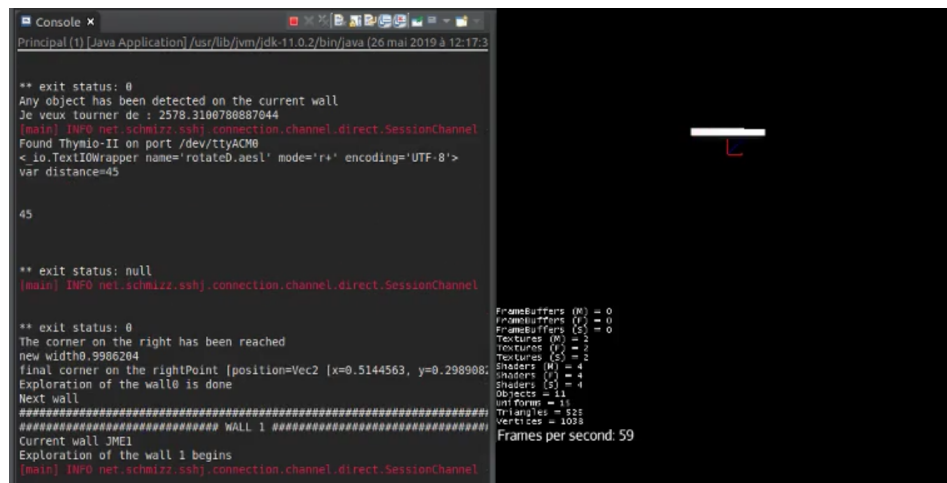 Console
Principal (1) [Java Application] /usr/lib/jvm/jdk-11.0.2/bin/java (26 mai 2019 à 12:17:3
** exit status: 0
Any object has been detected on the current wall
Je veux tourner de : 2578.3100780887044
[main] INFO net.schmizz.sshj.connection.channel.direct.SessionChannel -
Found Thymio-II on port /dev/ttyACM0
<_io.TextIOWrapper name='rotateD.aesl' mode='r+' encoding='UTF-8'>
var distance=45
45
** exit status: null
[main] INFO net.schmizz.sshj.connection.channel.direct.SessionChannel
** exit status: 0
The corner on the right has been reached
new width0.9986204
final corner on the rightPoint [position=Vec2 [x=0.5144563, y=0.2989082
Exploration of the wall0 is done
Next wall
########################################################################
############################## WALL 1 ##################################
Current wall JME1
Exploration of the wall 1 begins
[main] INFO net.schmizz.sshj.connection.channel.direct.SessionChannel -
FrameBuffers (M) = 0
FrameBuffers (F) = 0
FrameBuffers (S) = 0
Textures (M) = 2
Textures (F) = 2
Textures (S) = 2
Shaders (M) = 4
Shaders (F) = 4
Shaders (S) = 4
Objects = 11
Uniforms = 15
Triangles = 525
Vertices = 1038
Frames per second: 59